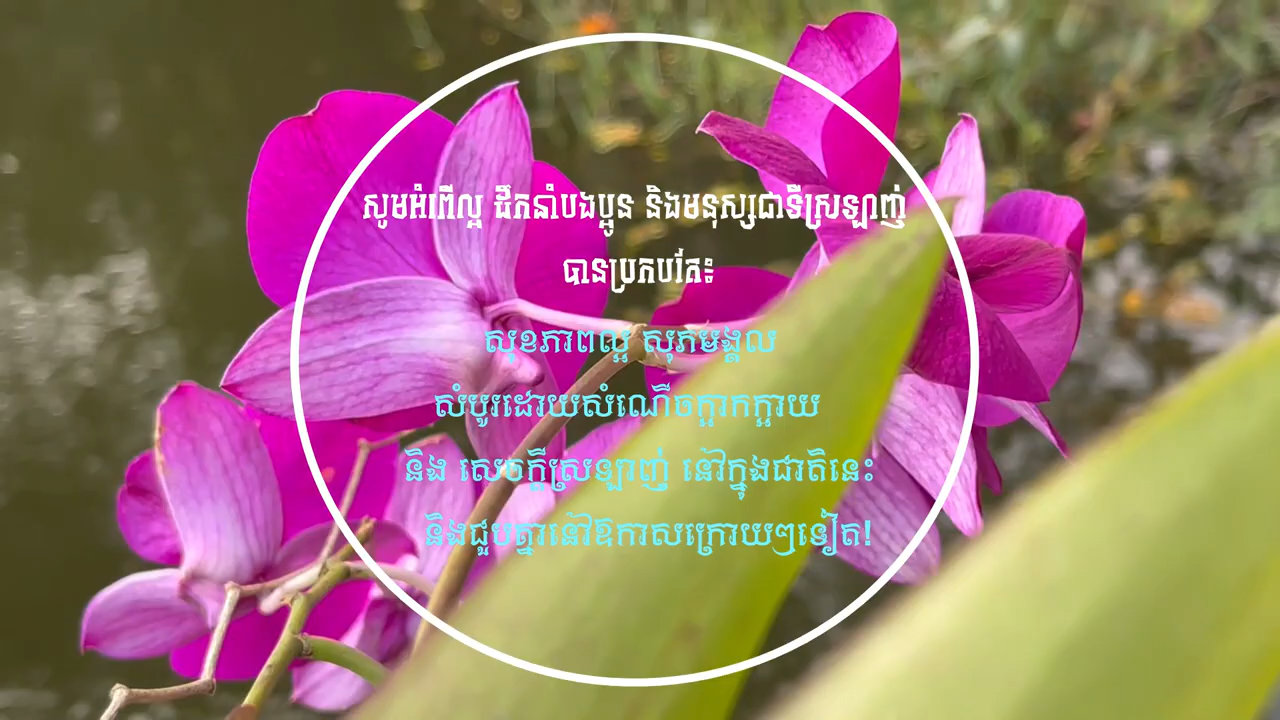 សូមអំពើល្អ ដឹកនាំបងប្អូន និងមនុស្សជាទីស្រឡាញ់
បានប្រកបតែ៖
សុខភាពល្អ សុភមង្គល
សំបូរដោយសំណើចក្អាកក្អាយ
និង សេចក្ដីស្រឡាញ់ នៅក្នុងជាតិនេះ
និងជួបគ្នានៅឱកាសក្រោយៗទៀត!